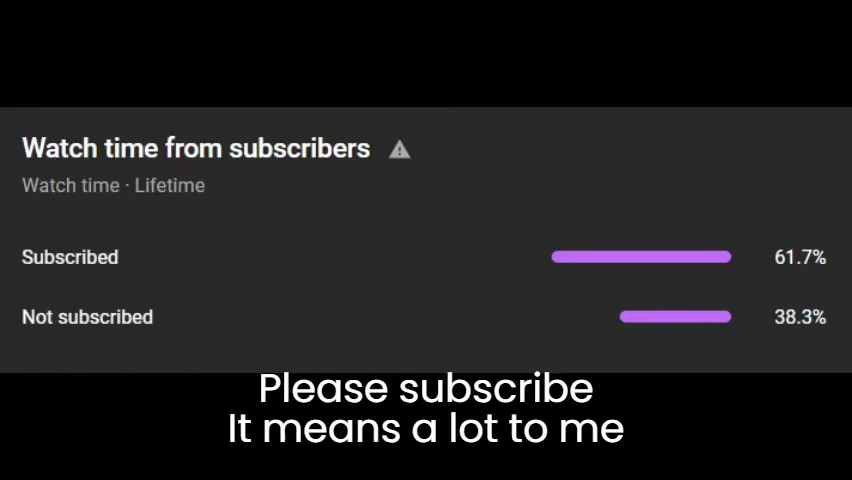 Watch time from subscribers
Watch time · Lifetime
Subscribed 61.7%
Not subscribed 38.3%
Please subscribe
It means a lot to me